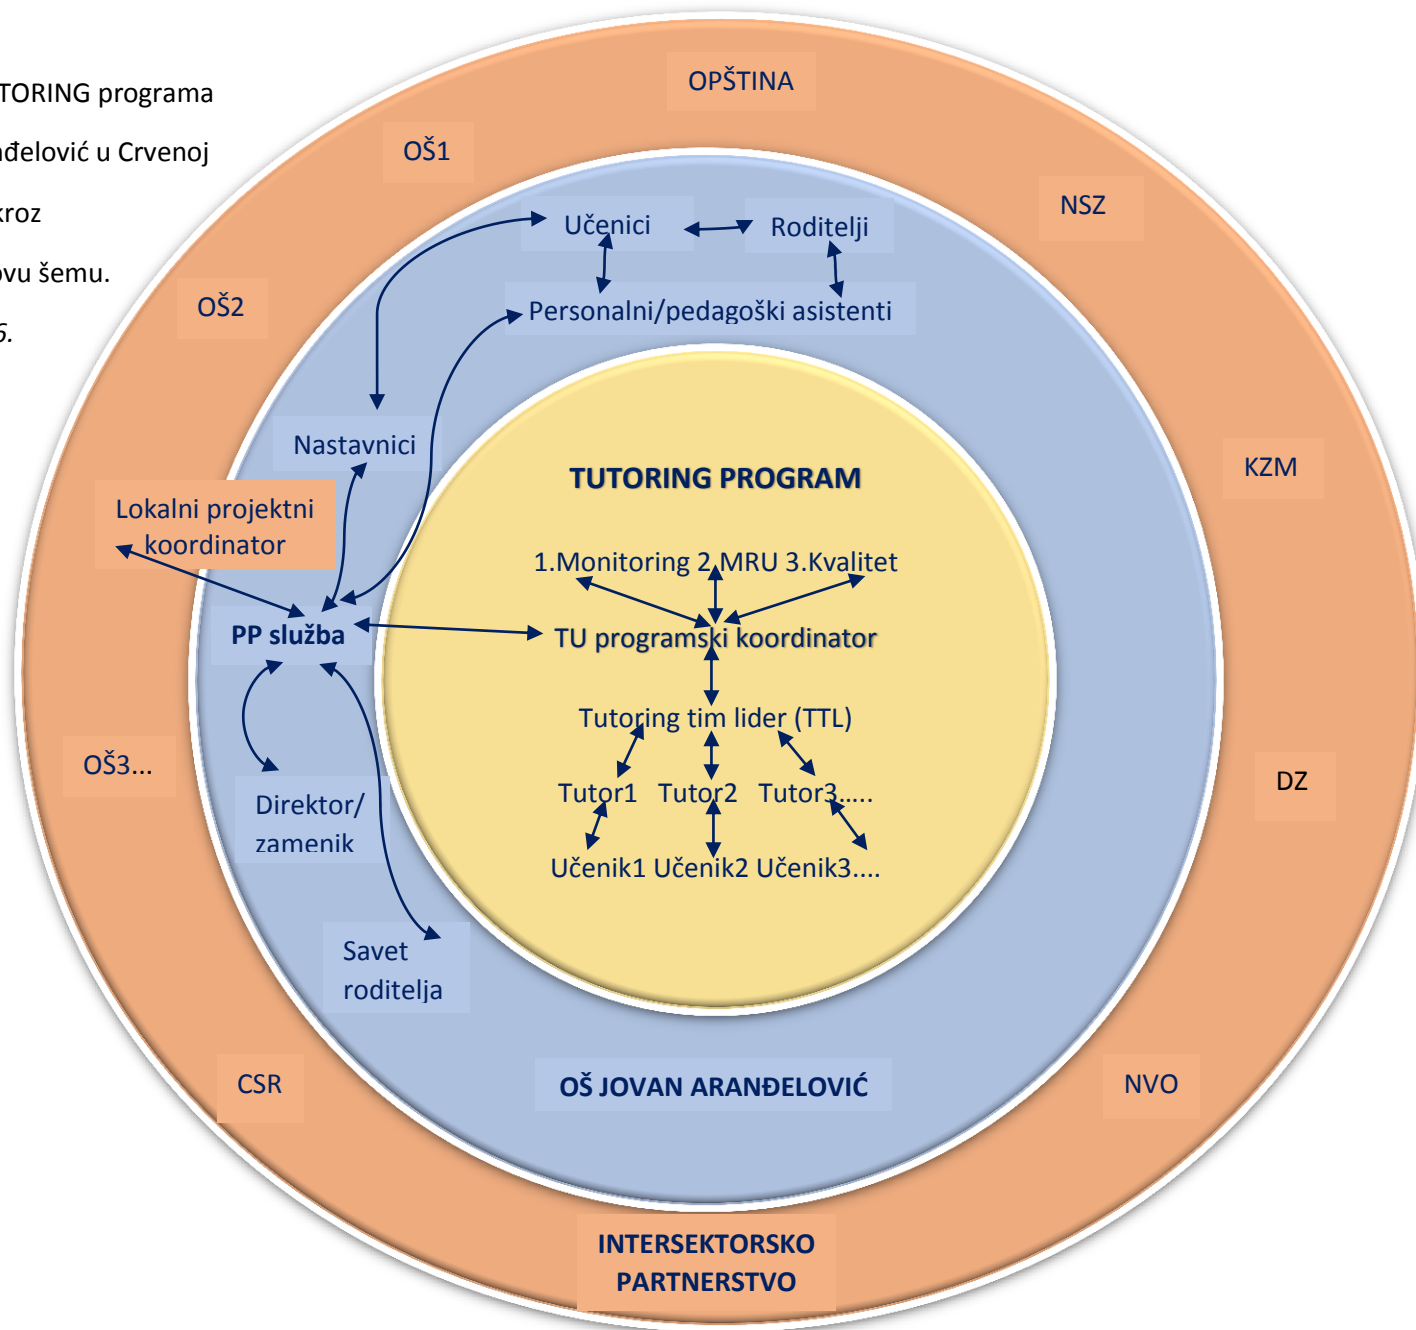 TORING programa
đelović u Crvenoj
kroz
ovu šemu.
6.
OPŠTINA
OŠ1
NSZ
OŠ2
Učenici
Roditelji
Personalni/pedagoški asistenti
Nastavnici
KZM
Lokalni projektni
koordinator
TUTORING PROGRAM
1.Monitoring 2.MRU 3.Kvalitet
PP služba
TU programski koordinator
Tutoring tim lider (TTL)
OŠ3...
DZ
Tutor1 Tutor2 Tutor3.....
Direktor/
zamenik
Učenik1 Učenik2 Učenik3....
Savet
roditelja
CSR
OŠ JOVAN ARANĐELOVIĆ
NVO
INTERSEKTORSKO
PARTNERSTVO